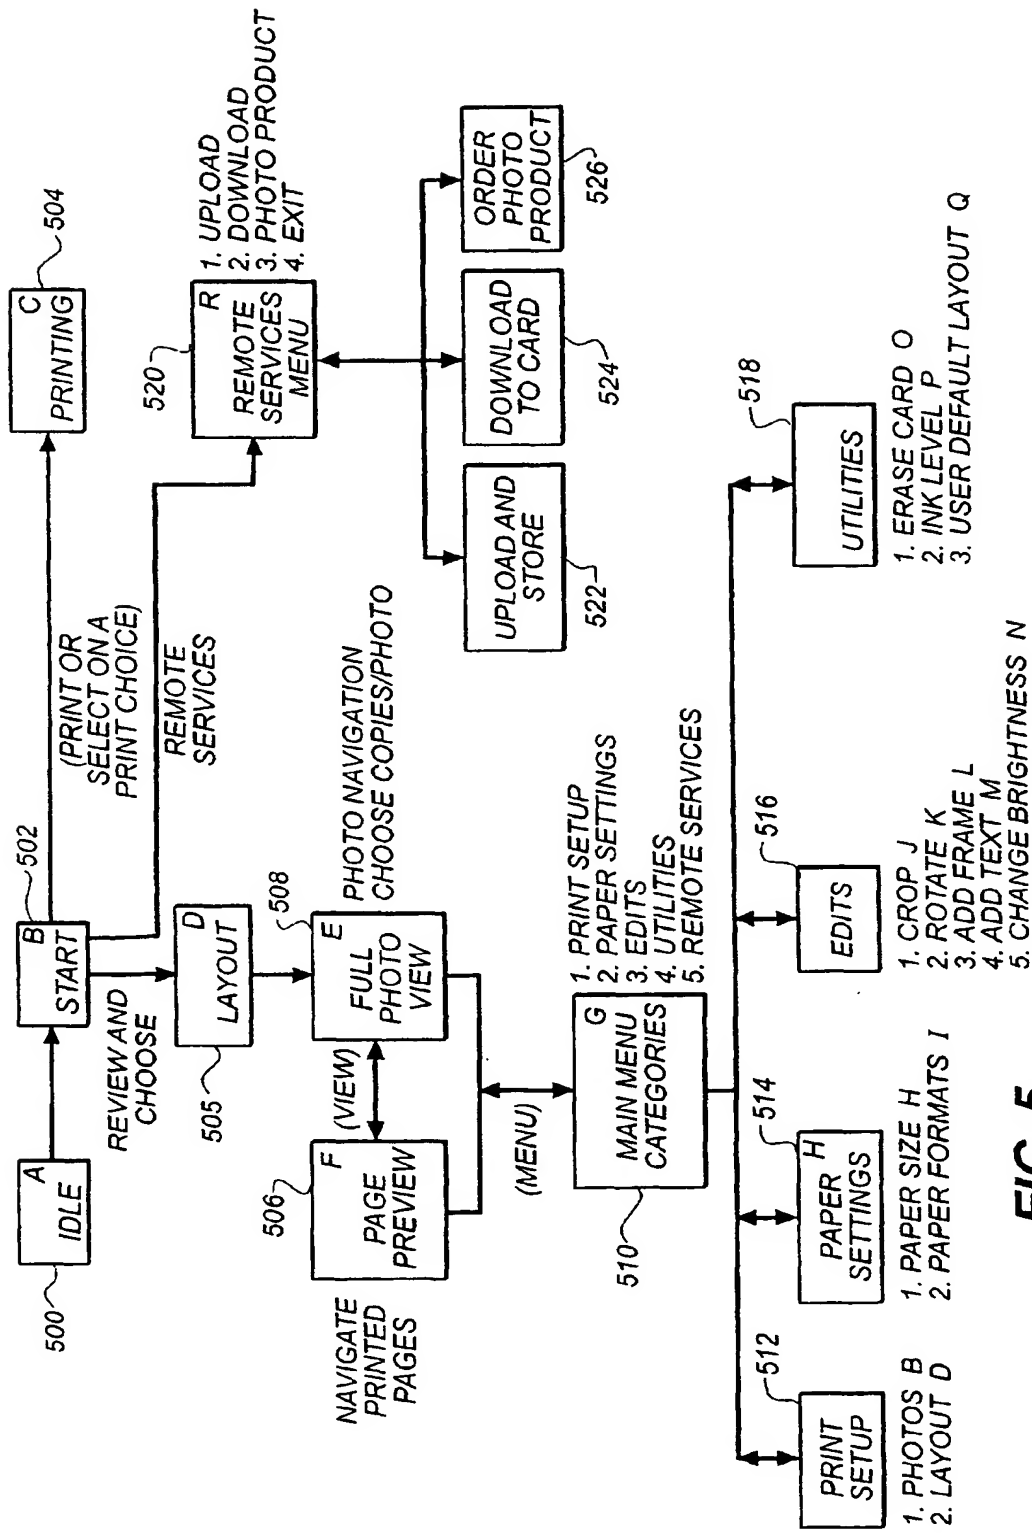 A
IDLE
500
B
START
502
C
PRINTING
504
(PRINT OR
SELECT ON A
PRINT CHOICE)
REMOTE
SERVICES
REVIEW AND
CHOOSE
D
LAYOUT
505
R
REMOTE
SERVICES
MENU
520
1. UPLOAD
2. DOWNLOAD
3. PHOTO PRODUCT
4. EXIT
NAVIGATE
PRINTED
PAGES
F
PAGE
PREVIEW
506
(VIEW)
E
FULL
PHOTO
VIEW
508
PHOTO NAVIGATION
CHOOSE COPIES/PHOTO
UPLOAD AND
STORE
522
DOWNLOAD
TO CARD
524
ORDER
PHOTO
PRODUCT
526
(MENU)
G
MAIN MENU
CATEGORIES
510
1. PRINT SETUP
2. PAPER SETTINGS
3. EDITS
4. UTILITIES
5. REMOTE SERVICES
PRINT
SETUP
512
1. PHOTOS B
2. LAYOUT D
H
PAPER
SETTINGS
514
1. PAPER SIZE H
2. PAPER FORMATS I
EDITS
516
1. CROP J
2. ROTATE K
3. ADD FRAME L
4. ADD TEXT M
5. CHANGE BRIGHTNESS N
UTILITIES
518
1. ERASE CARD O
2. INK LEVEL P
3. USER DEFAULT LAYOUT Q